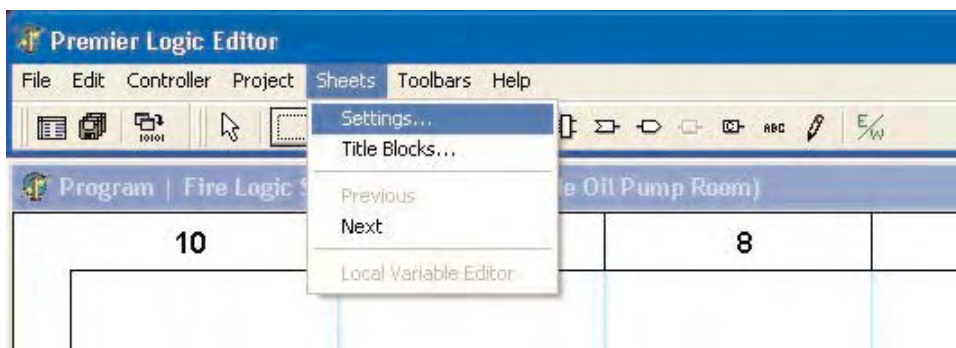 Premier Logic Editor
File Edit Controller Project Sheets Toolbars Help
10101 ABC E/W
Settings...
Title Blocks...
Previous
Next
Local Variable Editor
Program | Fire Logic Oil Pump Room)
10 8